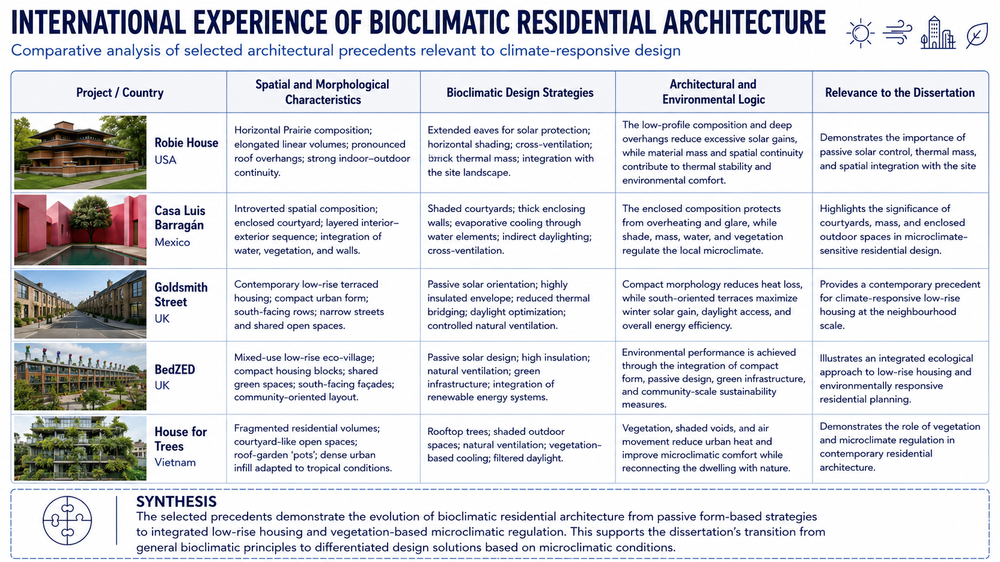 INTERNATIONAL EXPERIENCE OF BIOCLIMATIC RESIDENTIAL ARCHITECTURE
Comparative analysis of selected architectural precedents relevant to climate-responsive design
Project / Country
Spatial and Morphological
Characteristics
Bioclimatic Design Strategies
Architectural and
Environmental Logic
Relevance to the Dissertation
Robie House
USA
Horizontal Prairie composition;
elongated linear volumes; pronounced
roof overhangs; strong indoor–outdoor
continuity.
Extended eaves for solar protection;
horizontal shading; cross-ventilation;
brick thermal mass; integration with
the site landscape.
The low-profile composition and deep
overhangs reduce excessive solar gains,
while material mass and spatial continuity
contribute to thermal stability and
environmental comfort.
Demonstrates the importance of
passive solar control, thermal mass,
and spatial integration with the site
Casa Luis
Barragán
Mexico
Introverted spatial composition;
enclosed courtyard; layered interior–
exterior sequence; integration of
water, vegetation, and walls.
Shaded courtyards; thick enclosing
walls; evaporative cooling through
water elements; indirect daylighting;
cross-ventilation.
The enclosed composition protects
from overheating and glare, while
shade, mass, water, and vegetation
regulate the local microclimate.
Highlights the significance of
courtyards, mass, and enclosed
outdoor spaces in microclimate-
sensitive residential design.
Goldsmith
Street
UK
Contemporary low-rise terraced
housing; compact urban form;
south-facing rows; narrow streets
and shared open spaces.
Passive solar orientation; highly
insulated envelope; reduced thermal
bridging; daylight optimization;
controlled natural ventilation.
Compact morphology reduces heat loss,
while south-oriented terraces maximize
winter solar gain, daylight access, and
overall energy efficiency.
Provides a contemporary precedent
for climate-responsive low-rise
housing at the neighbourhood
scale.
BedZED
UK
Mixed-use low-rise eco-village;
compact housing blocks; shared
green spaces; south-facing façades;
community-oriented layout.
Passive solar design; high insulation;
natural ventilation; green
infrastructure; integration of
renewable energy systems.
Environmental performance is achieved
through the integration of compact
form, passive design, green infrastructure,
and community-scale sustainability
measures.
Illustrates an integrated ecological
approach to low-rise housing and
environmentally responsive
residential planning.
House for
Trees
Vietnam
Fragmented residential volumes;
courtyard-like open spaces;
roof-garden ‘pots’; dense urban
infill adapted to tropical conditions.
Rooftop trees; shaded outdoor
spaces; natural ventilation; vegetation-
based cooling; filtered daylight.
Vegetation, shaded voids, and air
movement reduce urban heat and
improve microclimatic comfort while
reconnecting the dwelling with nature.
Demonstrates the role of vegetation
and microclimate regulation in
contemporary residential
architecture.
SYNTHESIS
The selected precedents demonstrate the evolution of bioclimatic residential architecture from passive form-based strategies
to integrated low-rise housing and vegetation-based microclimatic regulation. This supports the dissertation’s transition from
general bioclimatic principles to differentiated design solutions based on microclimatic conditions.